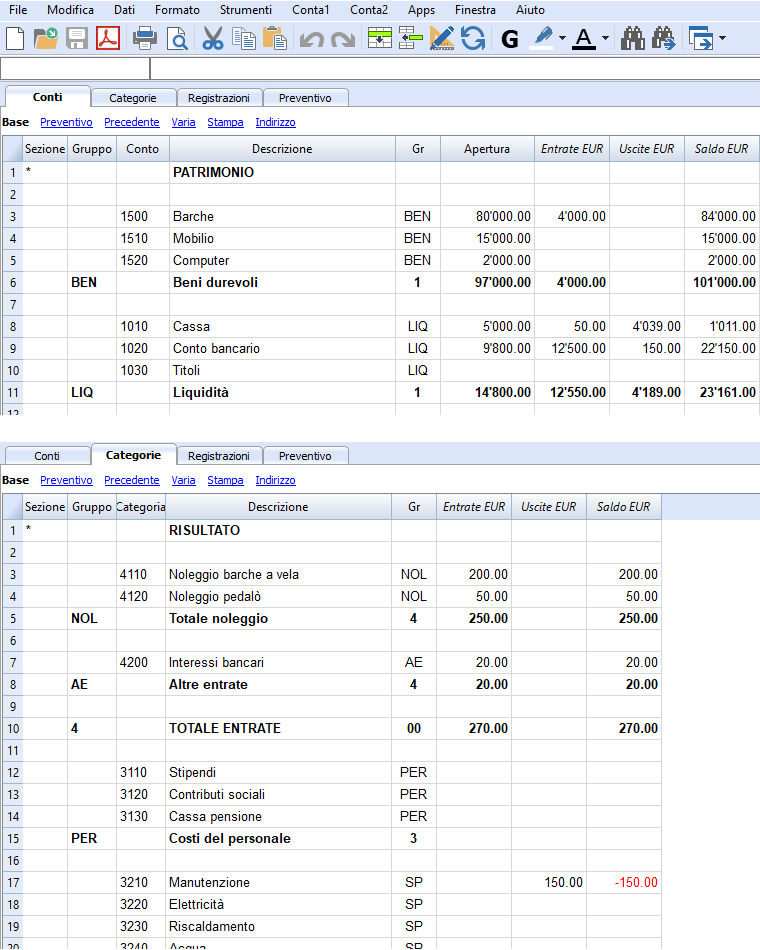 File Modifica Dati Formato Strumenti Conta1 Conta2 Apps Finestra Aiuto
G A
Conti Categorie Registrazioni Preventivo
Base Preventivo Precedente Varia Stampa Indirizzo
Sezione Gruppo Conto Descrizione Gr Apertura Entrate EUR Uscite EUR Saldo EUR
1 * PATRIMONIO
2
3 1500 Barche BEN 80'000.00 4'000.00 84'000.00
4 1510 Mobilio BEN 15'000.00 15'000.00
5 1520 Computer BEN 2'000.00 2'000.00
6 BEN Beni durevoli 1 97'000.00 4'000.00 101'000.00
7
8 1010 Cassa LIQ 5'000.00 50.00 4'039.00 1'011.00
9 1020 Conto bancario LIQ 9'800.00 12'500.00 150.00 22'150.00
10 1030 Titoli LIQ
11 LIQ Liquidità 1 14'800.00 12'550.00 4'189.00 23'161.00
12
Conti Categorie Registrazioni Preventivo
Base Preventivo Precedente Varia Stampa Indirizzo
Sezione Gruppo Categoria Descrizione Gr Entrate EUR Uscite EUR Saldo EUR
1 * RISULTATO
2
3 4110 Noleggio barche a vela NOL 200.00 200.00
4 4120 Noleggio pedalò NOL 50.00 50.00
5 NOL Totale noleggio 4 250.00 250.00
6
7 4200 Interessi bancari AE 20.00 20.00
8 AE Altre entrate 4 20.00 20.00
9
10 4 TOTALE ENTRATE 00 270.00 270.00
11
12 3110 Stipendi PER
13 3120 Contributi sociali PER
14 3130 Cassa pensione PER
15 PER Costi del personale 3
16
17 3210 Manutenzione SP 150.00 -150.00
18 3220 Elettricità SP
19 3230 Riscaldamento SP
20 3240 Acqua SP